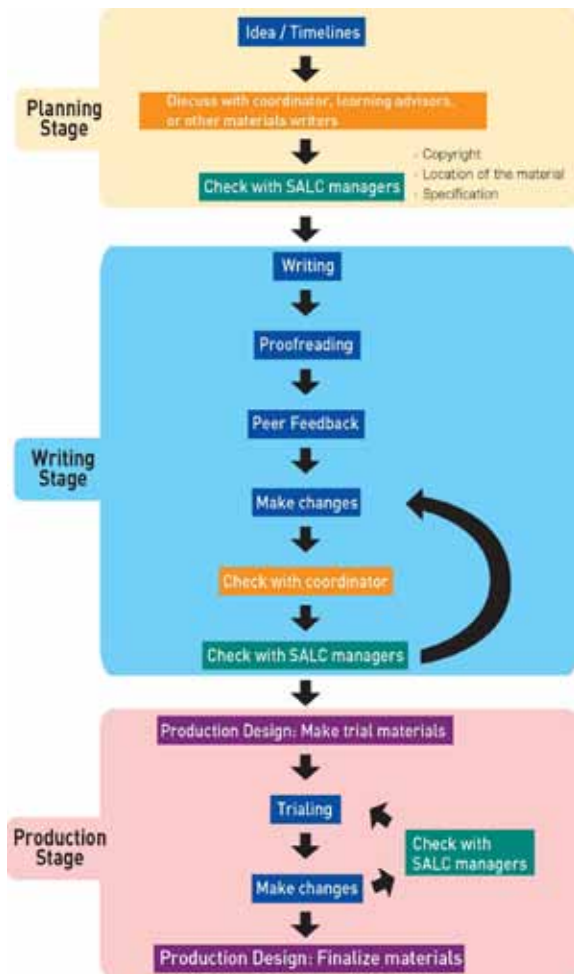 Idea / Timelines
Planning
Stage
Discuss with coordinator, learning advisors,
or other materials writers
Check with SALC managers
- Copyright
- Location of the material
- Specification
Writing
Proofreading
Peer Feedback
Writing
Stage
Make changes
Check with coordinator
Check with SALC managers
Production Design: Make trial materials
Trialing
Production
Stage
Check with
SALC managers
Make changes
Production Design: Finalize materials